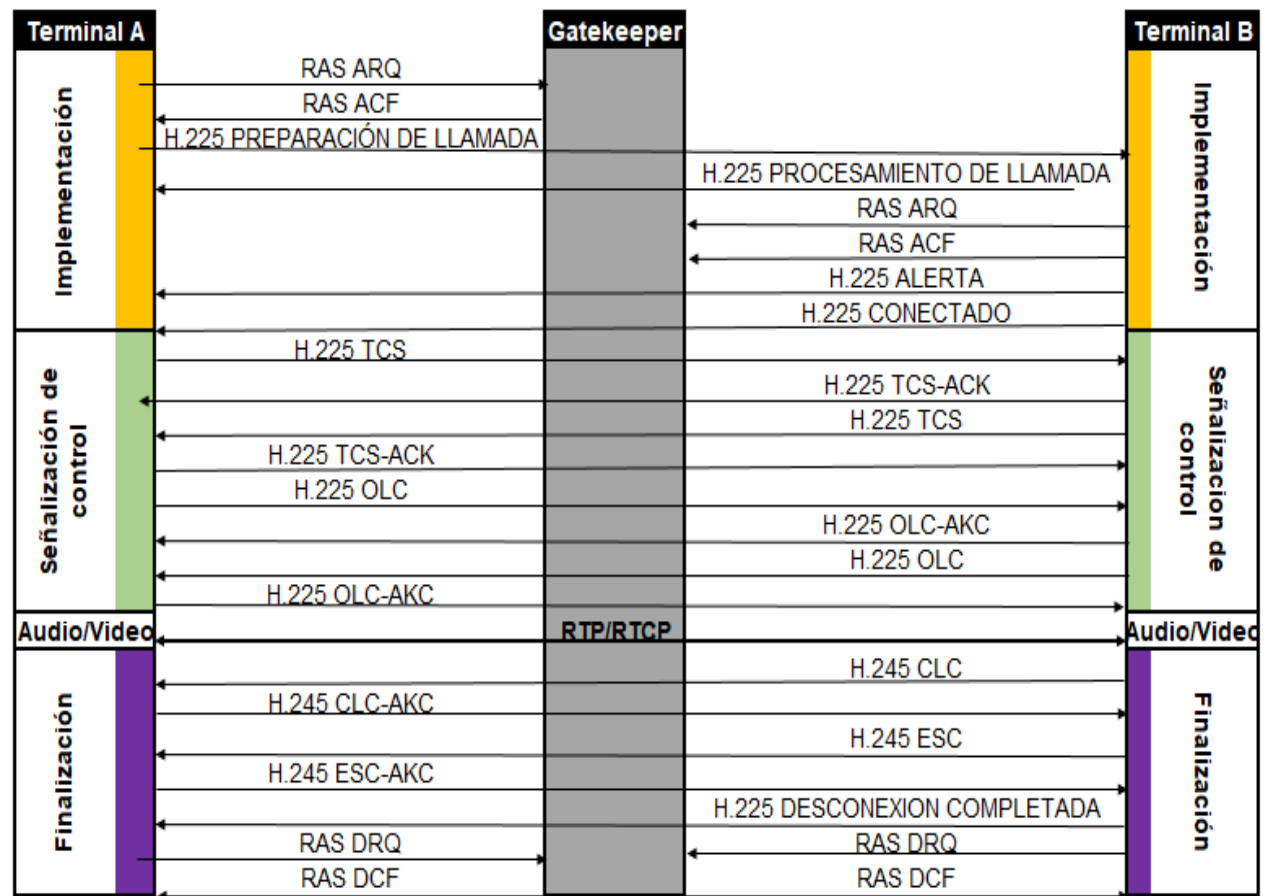 Terminal A
Gatekeeper
Terminal B
Implementación
Implementación
RAS ARQ
RAS ACF
H.225 PREPARACIÓN DE LLAMADA
H.225 PROCESAMIENTO DE LLAMADA
RAS ARQ
RAS ACF
H.225 ALERTA
H.225 CONECTADO
Señalización de
control
Señalizacion de
control
H.225 TCS
H.225 TCS-ACK
H.225 TCS
H.225 TCS-ACK
H.225 OLC
H.225 OLC-AKC
H.225 OLC
H.225 OLC-AKC
Audio/Video
RTP/RTCP
Audio/Video
Finalización
Finalización
H.245 CLC
H.245 CLC-AKC
H.245 ESC
H.245 ESC-AKC
H.225 DESCONEXION COMPLETADA
RAS DRQ
RAS DRQ
RAS DCF
RAS DCF